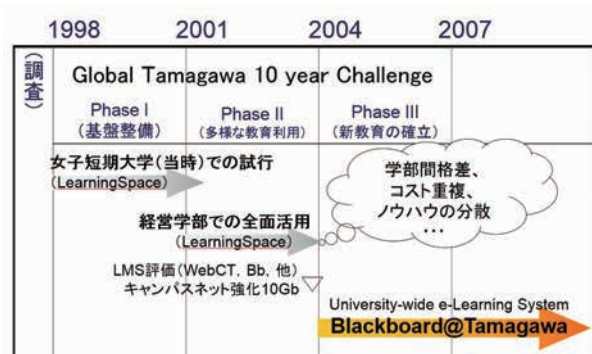 1998 2001 2004 2007
(調査)
Global Tamagawa 10 year Challenge
Phase I Phase II Phase III
(基盤整備) (多様な教育利用) (新教育の確立)
女子短期大学(当時)での試行
(LearningSpace)
学部間格差、
コスト重複、
ノウハウの分散
…
経営学部での全面活用
(LearningSpace)
LMS評価(WebCT, Bb, 他)
キャンパスネット強化10Gb
University-wide e-Learning System
Blackboard@Tamagawa